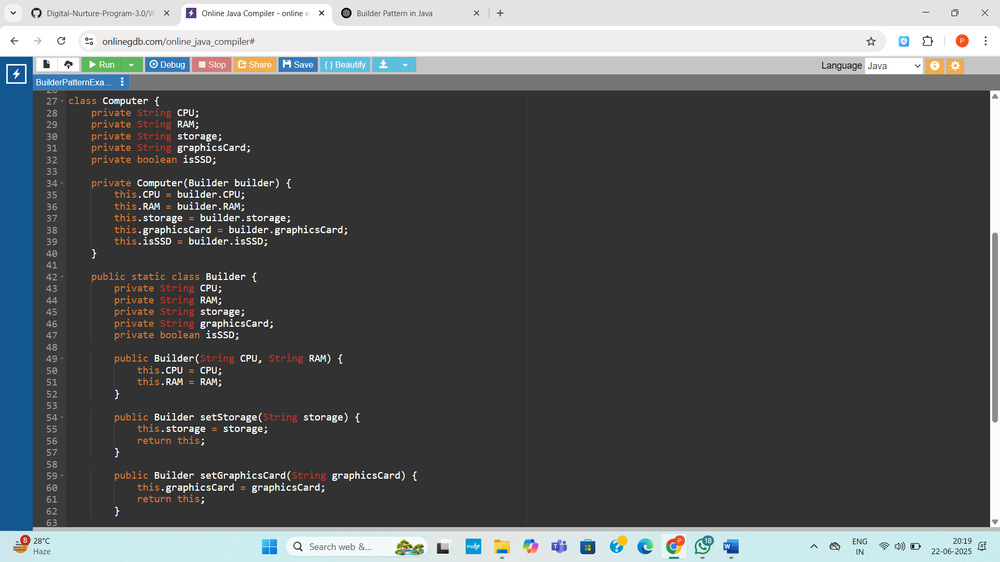 Digital-Nurture-Program-3.0/W
Online Java Compiler - online e
Builder Pattern in Java
onlinegdb.com/online_java_compiler#
P
Run
Debug
Stop
Share
Save
{ } Beautify
Language
Java
BuilderPatternExa...
26
27 class Computer {
28 private String CPU;
29 private String RAM;
30 private String storage;
31 private String graphicsCard;
32 private boolean isSSD;
33
34 private Computer(Builder builder) {
35 this.CPU = builder.CPU;
36 this.RAM = builder.RAM;
37 this.storage = builder.storage;
38 this.graphicsCard = builder.graphicsCard;
39 this.isSSD = builder.isSSD;
40 }
41
42 public static class Builder {
43 private String CPU;
44 private String RAM;
45 private String storage;
46 private String graphicsCard;
47 private boolean isSSD;
48
49 public Builder(String CPU, String RAM) {
50 this.CPU = CPU;
51 this.RAM = RAM;
52 }
53
54 public Builder setStorage(String storage) {
55 this.storage = storage;
56 return this;
57 }
58
59 public Builder setGraphicsCard(String graphicsCard) {
60 this.graphicsCard = graphicsCard;
61 return this;
62 }
63
8
28°C
Haze
Search web &...
myhp
P
18
W
ENG
IN
20:19
22-06-2025